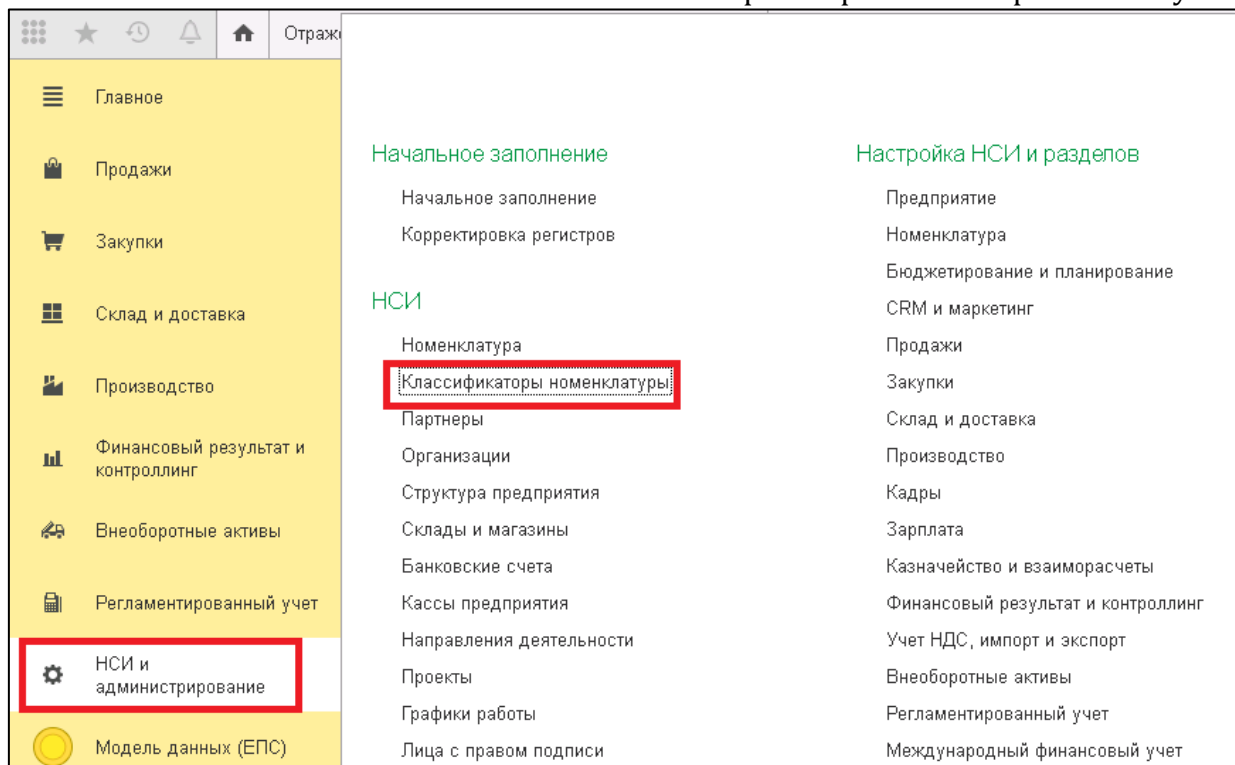 Отраже
Главное
Продажи
Закупки
Склад и доставка
Производство
Финансовый результат и
контроллинг
Внеоборотные активы
Регламентированный учет
НСИ и
администрирование
Модель данных (ЕПС)
Начальное заполнение
Начальное заполнение
Корректировка регистров
НСИ
Номенклатура
Классификаторы номенклатуры
Партнеры
Организации
Структура предприятия
Склады и магазины
Банковские счета
Кассы предприятия
Направления деятельности
Проекты
Графики работы
Лица с правом подписи
Настройка НСИ и разделов
Предприятие
Номенклатура
Бюджетирование и планирование
CRM и маркетинг
Продажи
Закупки
Склад и доставка
Производство
Кадры
Зарплата
Казначейство и взаиморасчеты
Финансовый результат и контроллинг
Учет НДС, импорт и экспорт
Внеоборотные активы
Регламентированный учет
Международный финансовый учет